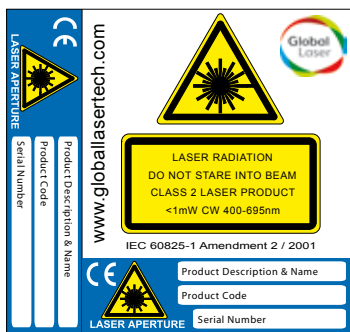 CE
LASER APERTURE
Serial Number
Product Code
Product Description & Name
www.globallasertech.com
Global
Laser
LASER RADIATION
DO NOT STARE INTO BEAM
CLASS 2 LASER PRODUCT
<1mW CW 400-695nm
IEC 60825-1 Amendment 2 / 2001
CE
LASER APERTURE
Product Description & Name
Product Code
Serial Number